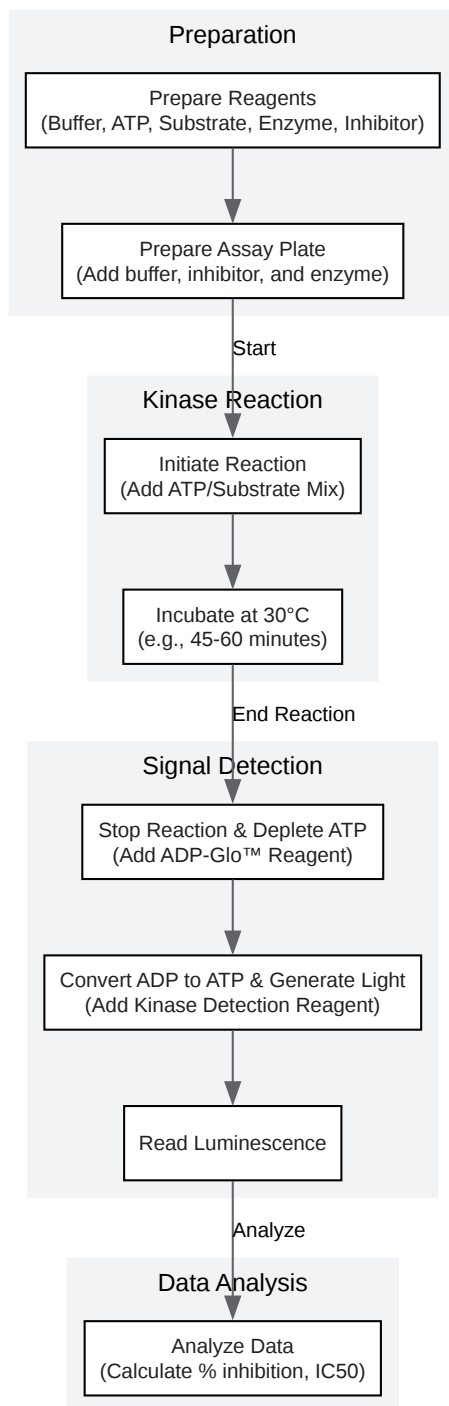 Preparation
Prepare Reagents
(Buffer, ATP, Substrate, Enzyme, Inhibitor)
Prepare Assay Plate
(Add buffer, inhibitor, and enzyme)
Start
Kinase Reaction
Initiate Reaction
(Add ATP/Substrate Mix)
Incubate at 30°C
(e.g., 45-60 minutes)
End Reaction
Signal Detection
Stop Reaction & Deplete ATP
(Add ADP-Glo™ Reagent)
Convert ADP to ATP & Generate Light
(Add Kinase Detection Reagent)
Read Luminescence
Analyze
Data Analysis
Analyze Data
(Calculate % inhibition, IC50)